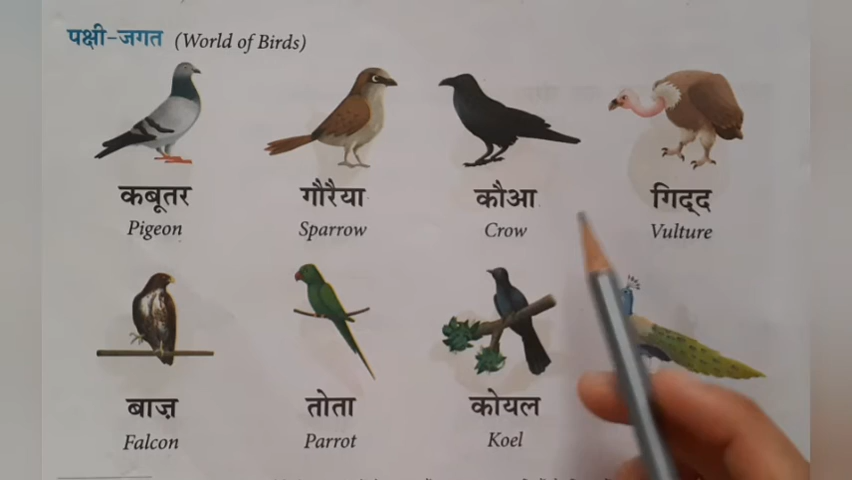 पक्षी-जगत (World of Birds)
कबूतर गौरैया कौआ गिद्द
Pigeon Sparrow Crow Vulture
बाज़ तोता कोयल
Falcon Parrot Koel